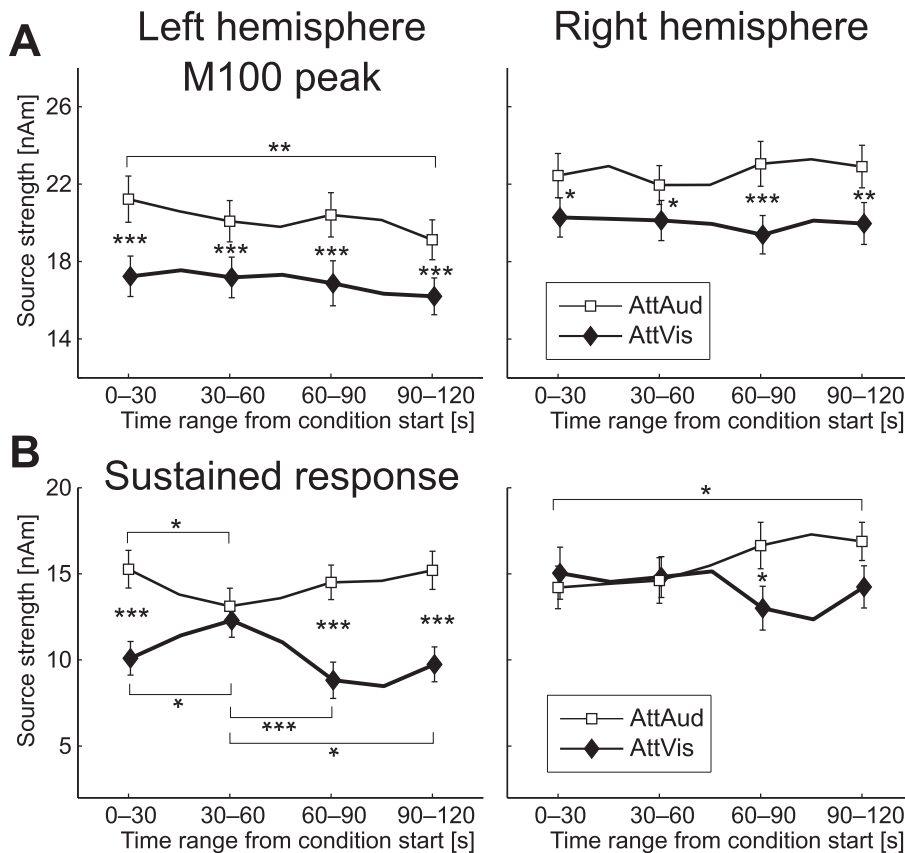 A
Left hemisphere
Right hemisphere
M100 peak
Source strength [nAm]
26
22
18
14
**
***
***
***
***
*
*
***
**
AttAud
AttVis
0–30
30–60
60–90
90–120
Time range from condition start [s]
0–30
30–60
60–90
90–120
Time range from condition start [s]
B
Sustained response
Source strength [nAm]
20
15
10
5
*
***
***
***
*
***
*
*
*
AttAud
AttVis
0–30
30–60
60–90
90–120
Time range from condition start [s]
0–30
30–60
60–90
90–120
Time range from condition start [s]